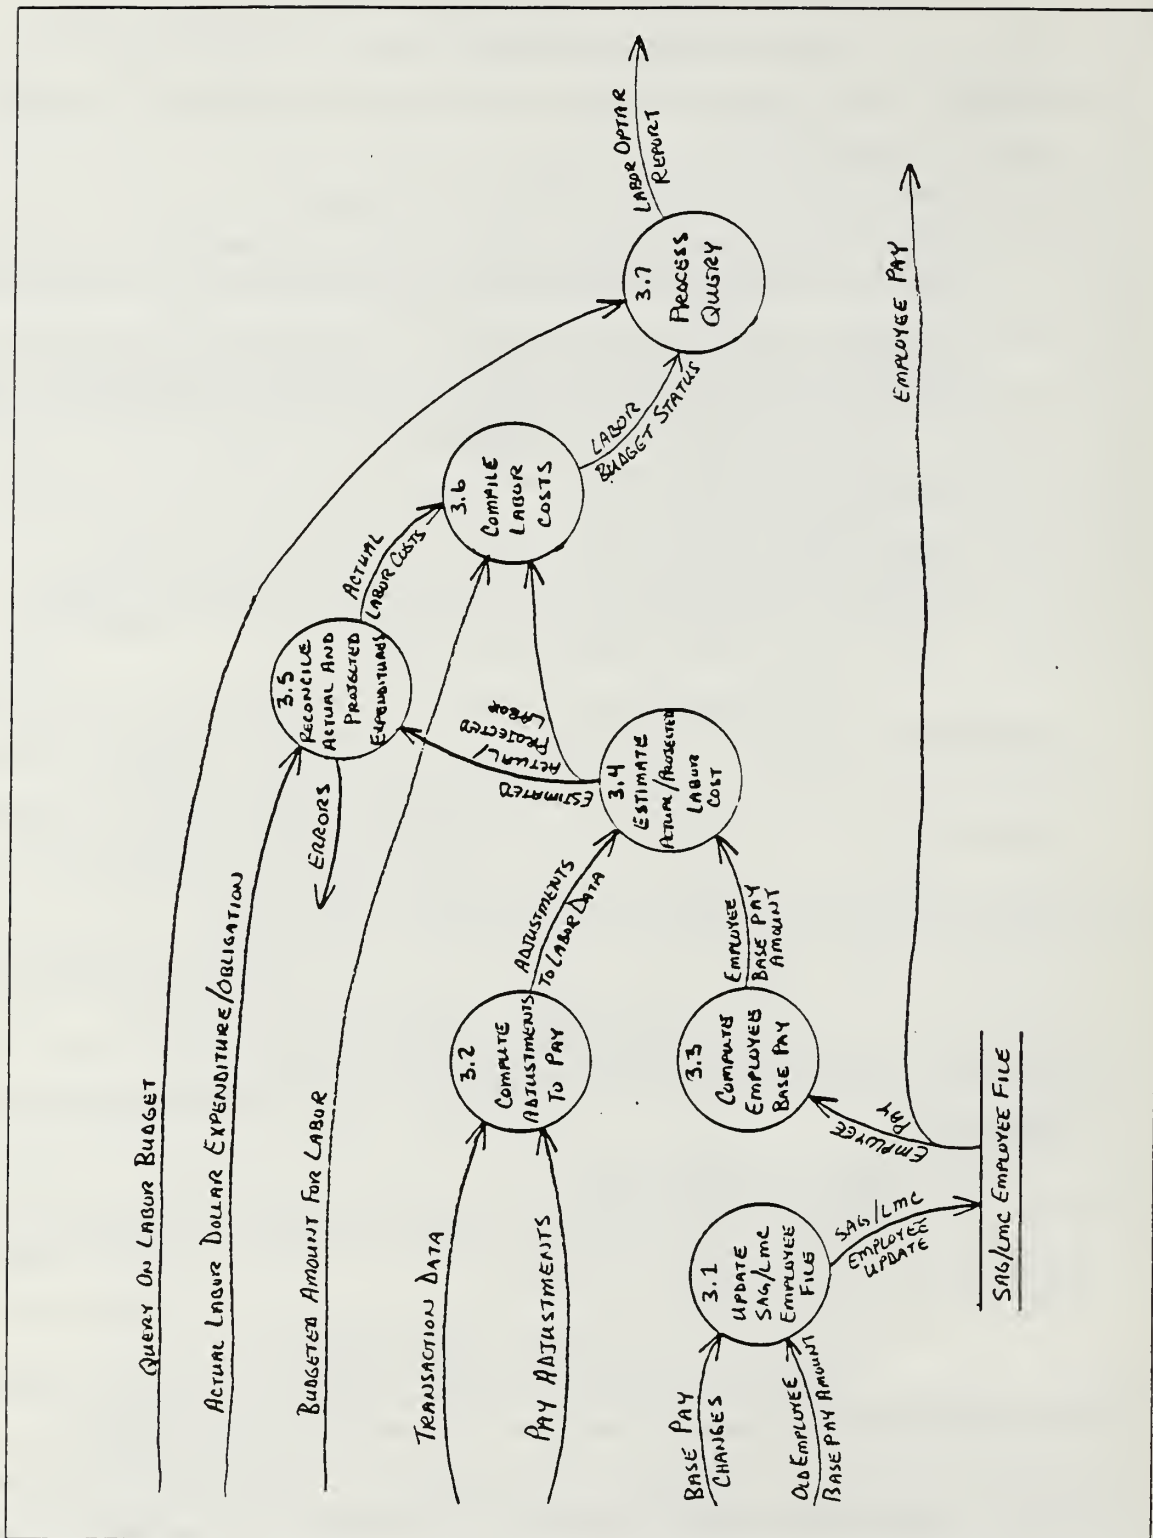 QUERY ON LABOR BUDGET
ACTUAL LABOR DOLLAR EXPENDITURE/OBLIGATION
BUDGETED AMOUNT FOR LABOR
TRANSACTION DATA
PAY ADJUSTMENTS
BASE PAY
CHANGES
OLD EMPLOYEE
BASE PAY AMOUNT
3.1
UPDATE
SAG/LMC
EMPLOYEE
FILE
SAG/LMC
EMPLOYEE
UPDATE
SAG/LMC EMPLOYEE FILE
EMPLOYEE
PAY
EMPLOYEE PAY
3.2
COMPUTE
ADJUSTMENTS
TO PAY
ADJUSTMENTS
TO LABOR DATA
3.3
COMPUTE
EMPLOYEE
BASE PAY
EMPLOYEE
BASE PAY
AMOUNT
3.4
ESTIMATE
ACTUAL/PROJECTED
LABOR
COST
ESTIMATED
ACTUAL/
PROJECTED
LABOR
ERRORS
3.5
RECONCILE
ACTUAL AND
PROJECTED
EXPENDITURES
ACTUAL
LABOR COSTS
3.6
COMPILE
LABOR
COSTS
LABOR
BUDGET STATUS
3.7
PROCESS
QUERY
LABOR OPTAR
REPORT